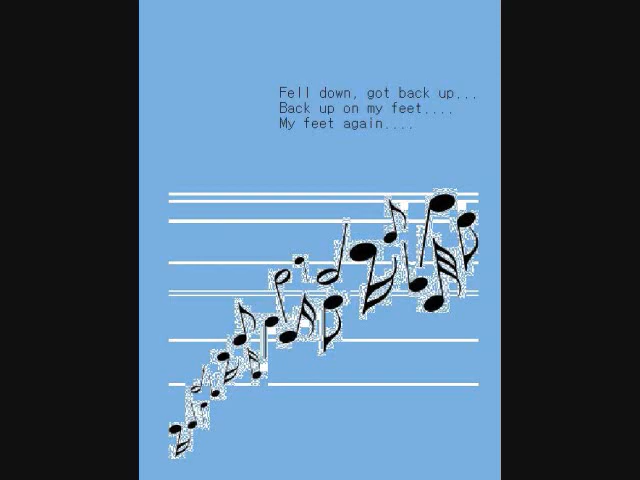 Fell down, got back up...
Back up on my feet....
My feet again....